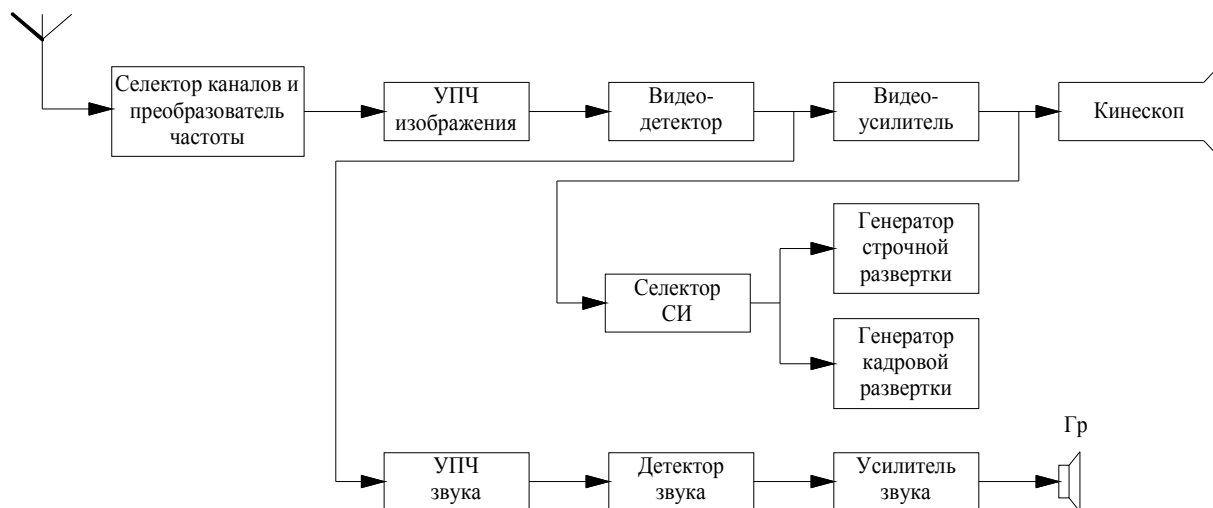 Селектор каналов и
преобразователь
частоты
УПЧ
изображения
Видео-
детектор
Видео-
усилитель
Кинескоп
Генератор
строчной
развертки
Селектор
СИ
Генератор
кадровой
развертки
Гр
УПЧ
звука
Детектор
звука
Усилитель
звука